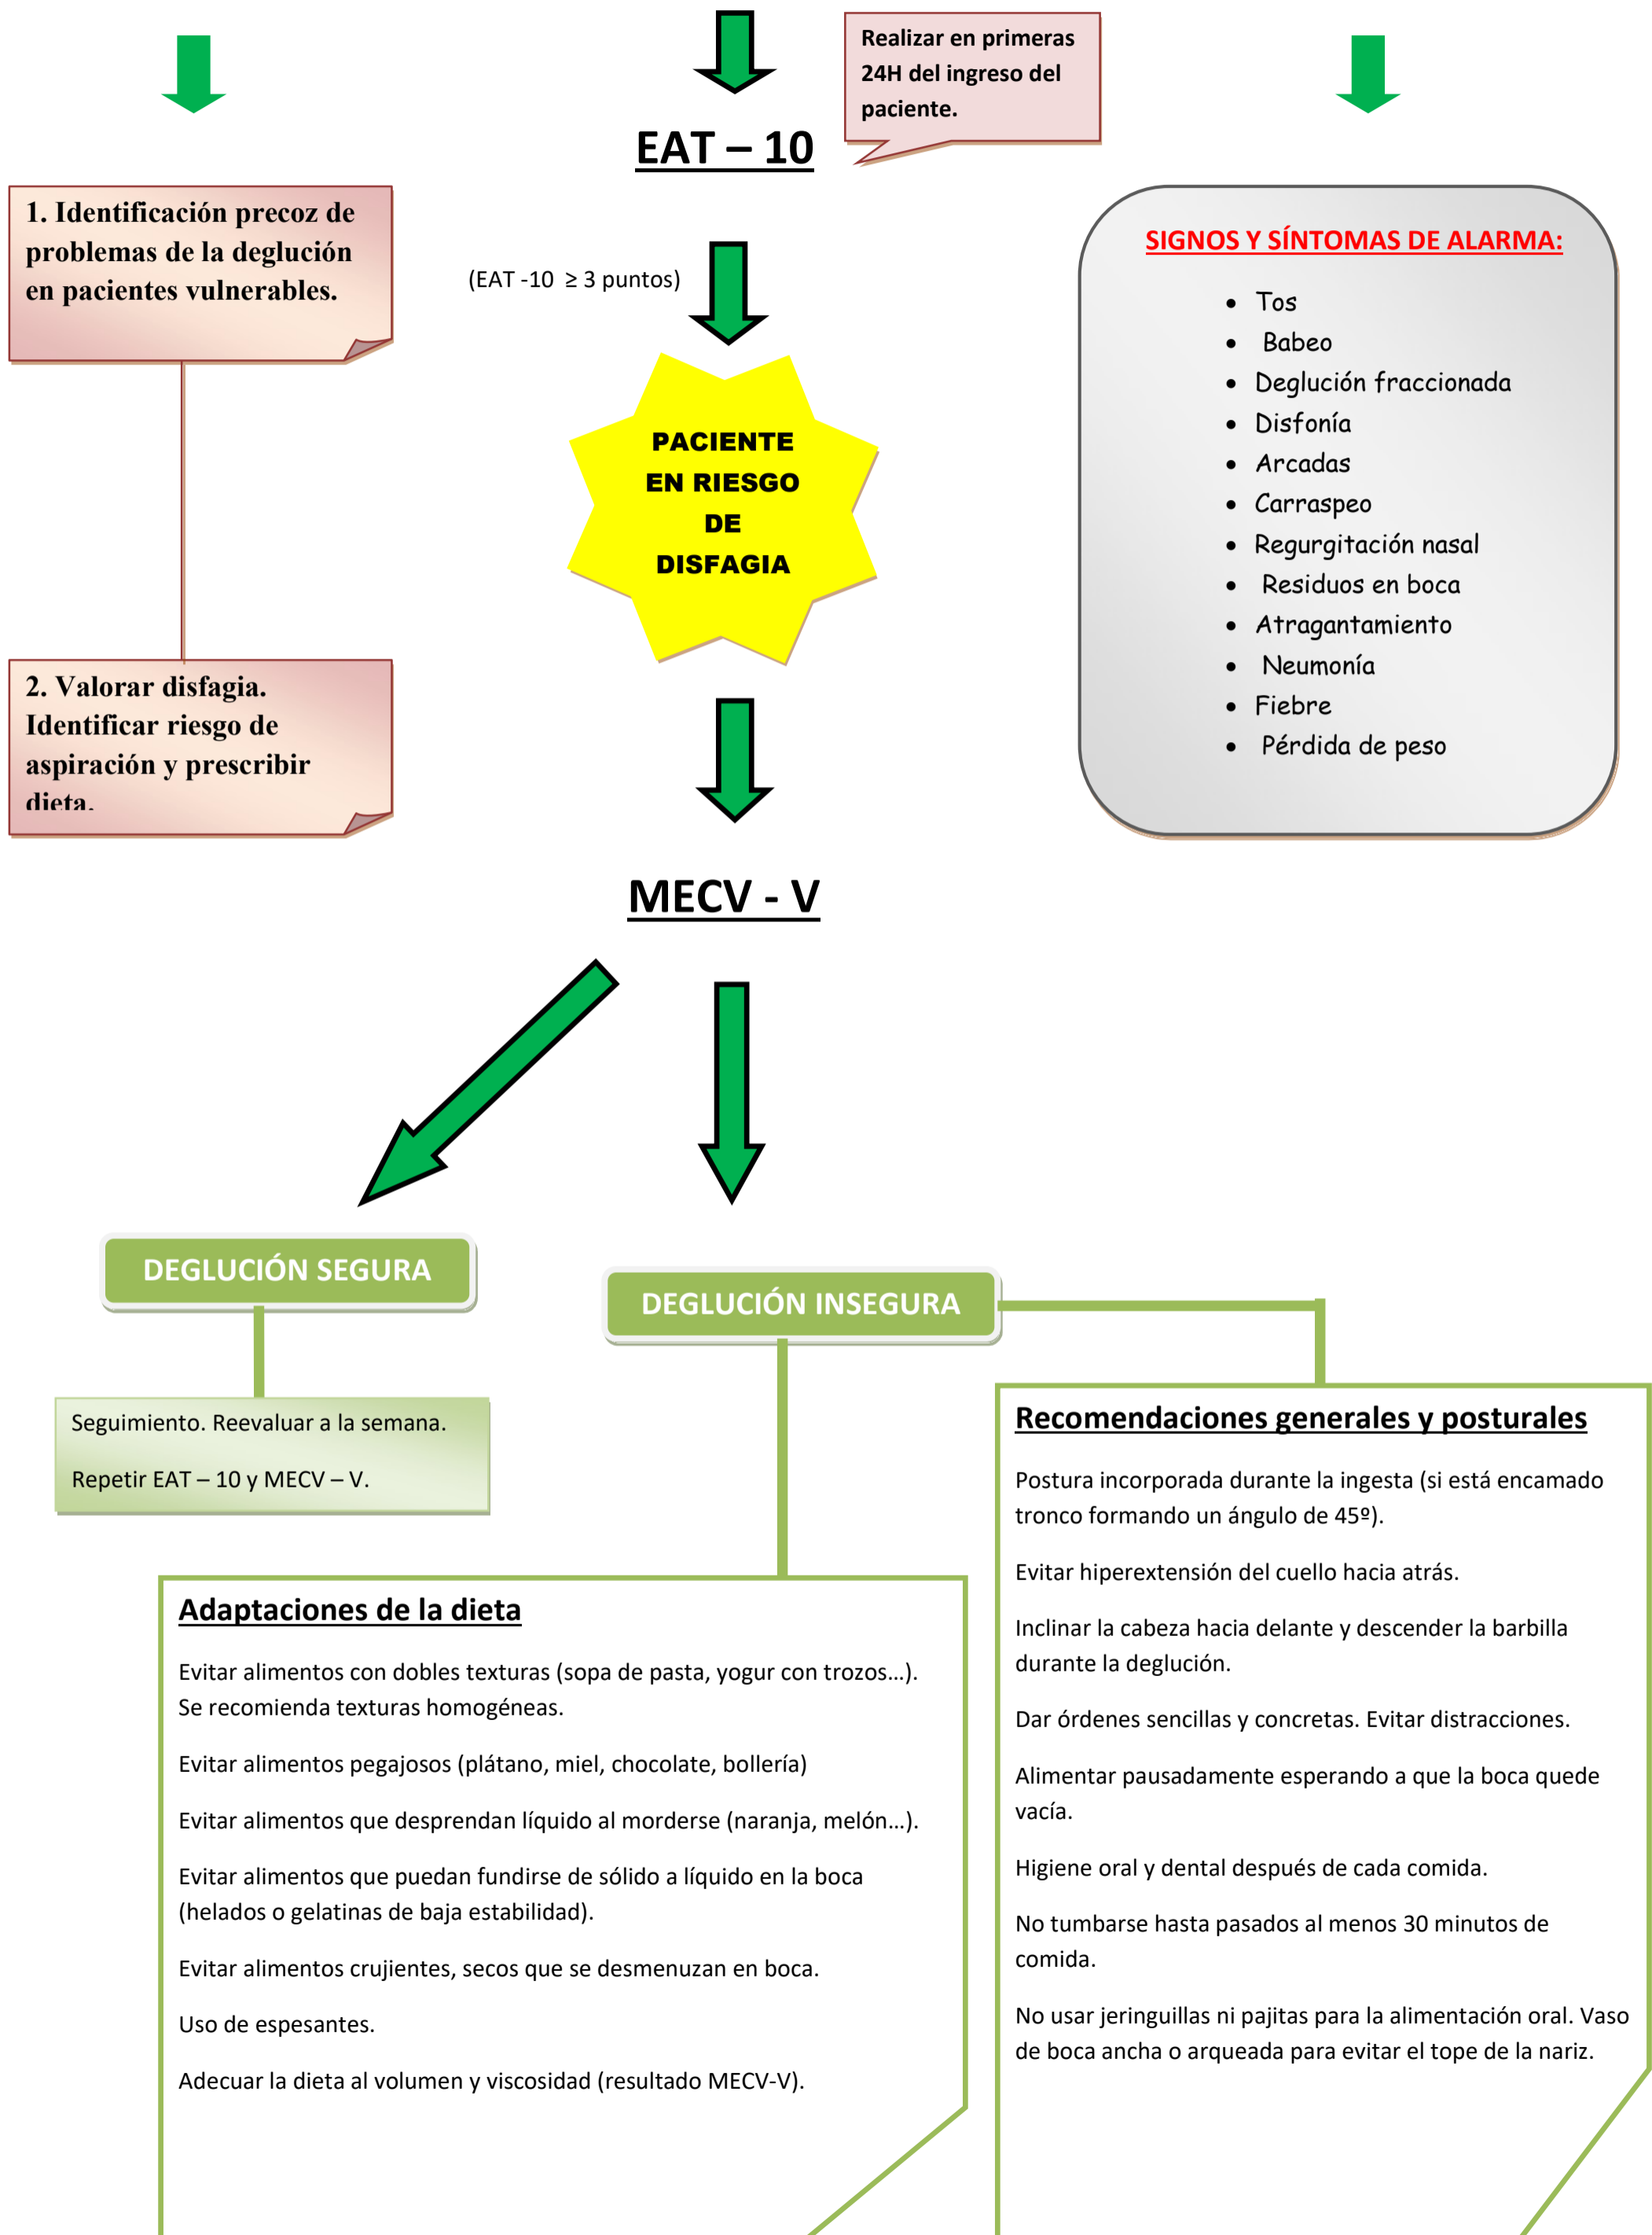 Realizar en primeras
24H del ingreso del
paciente.
EAT – 10
1. Identificación precoz de
problemas de la deglución
en pacientes vulnerables.
(EAT -10 ≥ 3 puntos)
SIGNOS Y SÍNTOMAS DE ALARMA:
• Tos
• Babeo
• Deglución fraccionada
• Disfonía
• Arcadas
• Carraspeo
• Regurgitación nasal
• Residuos en boca
• Atragantamiento
• Neumonía
• Fiebre
• Pérdida de peso
PACIENTE
EN RIESGO
DE
DISFAGIA
2. Valorar disfagia.
Identificar riesgo de
aspiración y prescribir
dieta.
MECV - V
DEGLUCIÓN SEGURA
DEGLUCIÓN INSEGURA
Seguimiento. Reevaluar a la semana.
Repetir EAT – 10 y MECV – V.
Adaptaciones de la dieta
Evitar alimentos con dobles texturas (sopa de pasta, yogur con trozos…).
Se recomienda texturas homogéneas.
Evitar alimentos pegajosos (plátano, miel, chocolate, bollería)
Evitar alimentos que desprendan líquido al morderse (naranja, melón…).
Evitar alimentos que puedan fundirse de sólido a líquido en la boca
(helados o gelatinas de baja estabilidad).
Evitar alimentos crujientes, secos que se desmenuzan en boca.
Uso de espesantes.
Adecuar la dieta al volumen y viscosidad (resultado MECV-V).
Recomendaciones generales y posturales
Postura incorporada durante la ingesta (si está encamado
tronco formando un ángulo de 45º).
Evitar hiperextensión del cuello hacia atrás.
Inclinar la cabeza hacia delante y descender la barbilla
durante la deglución.
Dar órdenes sencillas y concretas. Evitar distracciones.
Alimentar pausadamente esperando a que la boca quede
vacía.
Higiene oral y dental después de cada comida.
No tumbarse hasta pasados al menos 30 minutos de
comida.
No usar jeringuillas ni pajitas para la alimentación oral. Vaso
de boca ancha o arqueada para evitar el tope de la nariz.